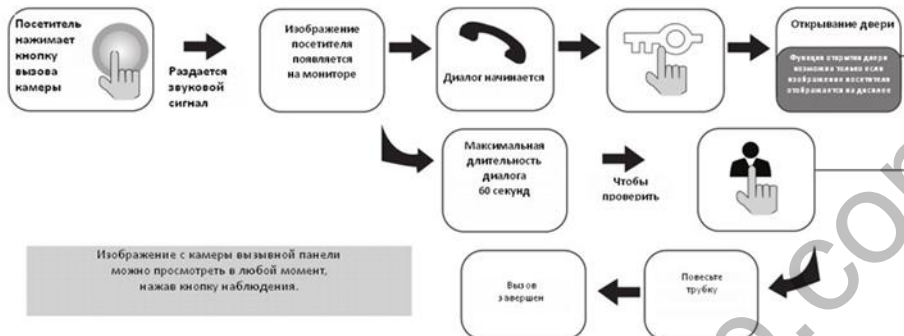 Посетитель
нажимает
кнопку
вызова
камеры
Раздается
звуковой
сигнал
Изображение
посетителя
появляется
на мониторе
Диалог начинается
Открывание двери
Функция открытия двери
возможна только если
изображение посетителя
отображается на дисплее
Максимальная
длительность
диалога
60 секунд
Чтобы
проверить
Изображение с камеры вызывной панели
можно просмотреть в любой момент,
нажав кнопку наблюдения.
Вызов
завершен
Повесьте
трубку